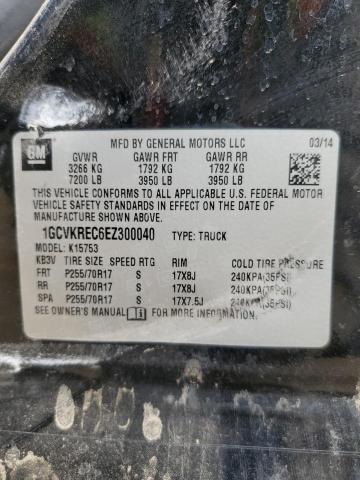 GM
MFD BY GENERAL MOTORS LLC 03/14
GVWR GAWR FRT GAWR RR
3266 KG 1792 KG 1792 KG
7200 LB 3950 LB 3950 LB
THIS VEHICLE CONFORMS TO ALL APPLICABLE U.S. FEDERAL MOTOR
VEHICLE SAFETY STANDARDS IN EFFECT ON THE DATE OF
MANUFACTURE SHOWN ABOVE.
1GCVKREC6EZ300040 TYPE: TRUCK
MODEL: K15753
KB3V TIRE SIZE SPEED RTG RIM COLD TIRE PRESSURE
FRT P255/70R17 S 17X8J 240KPA(35PSI)
RR P255/70R17 S 17X8J 240KPA(35PSI)
SPA P255/70R17 S 17X7.5J 240KPA(35PSI)
SEE OWNER'S MANUAL FOR MORE INFORMATION.